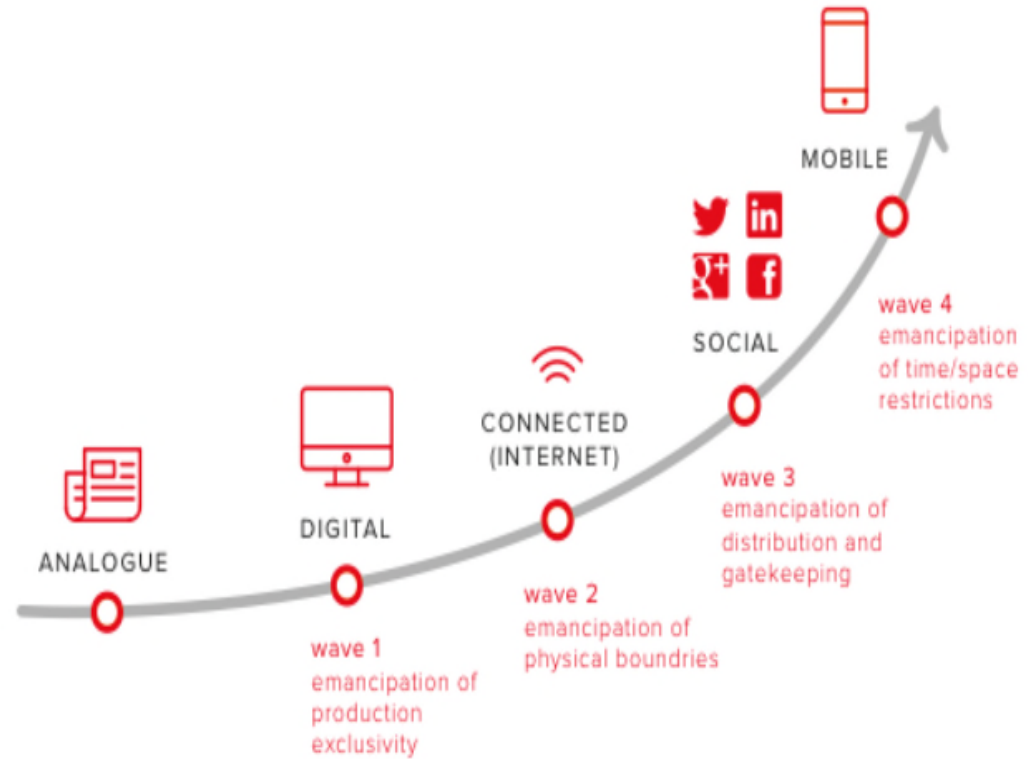 ANALOGUE
DIGITAL
wave 1
emancipation of
production
exclusivity
CONNECTED
(INTERNET)
wave 2
emancipation of
physical boundries
in
g+ f
SOCIAL
wave 3
emancipation of
distribution and
gatekeeping
MOBILE
wave 4
emancipation
of time/space
restrictions